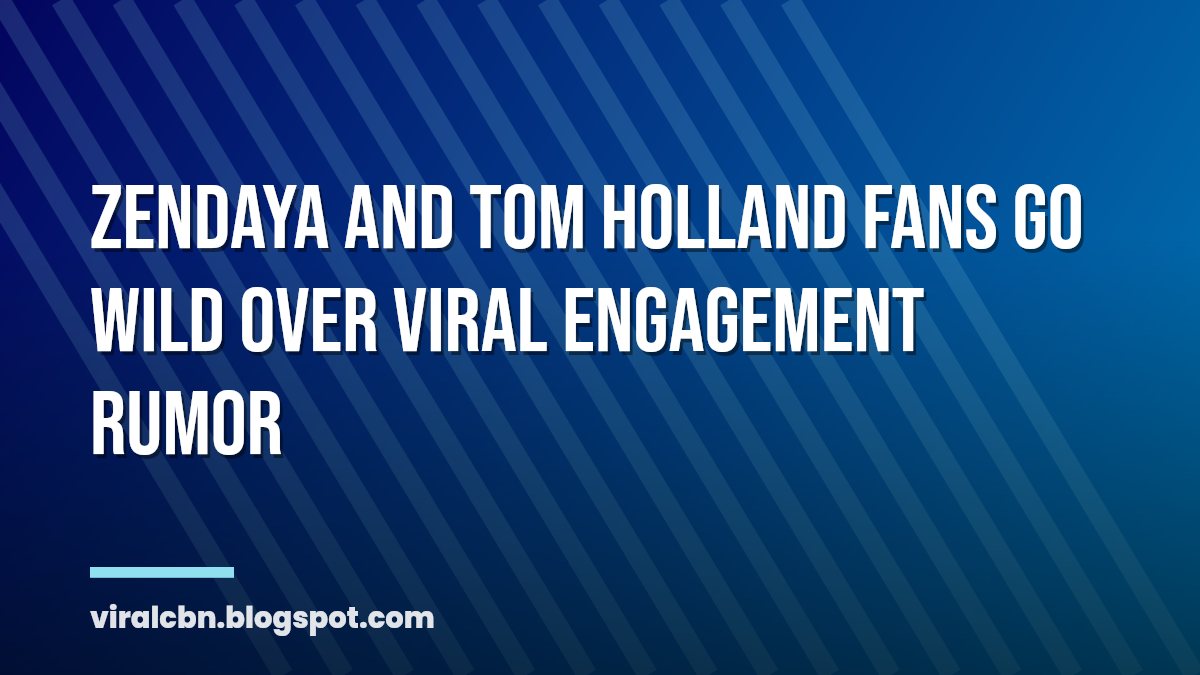 ZENDAYA AND TOM HOLLAND FANS GO
WILD OVER VIRAL ENGAGEMENT
RUMOR
viralcbn.blogspot.com